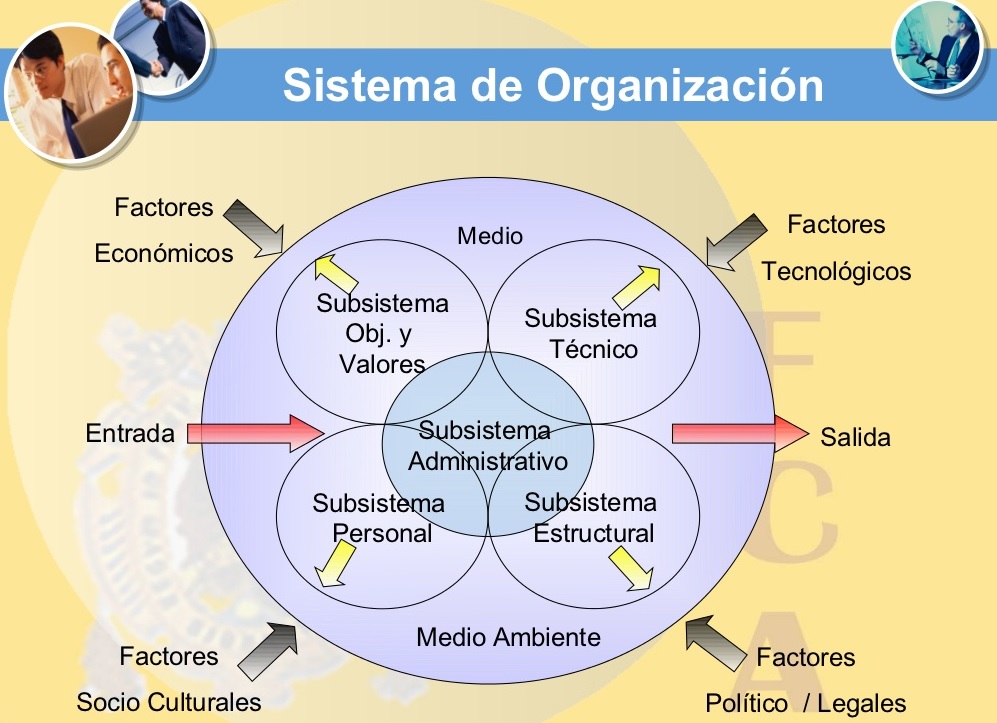 Sistema de Organización
Factores
Económicos
Medio
Factores
Tecnológicos
Subsistema
Obj. y
Valores
Subsistema
Técnico
Entrada
Subsistema
Administrativo
Salida
Subsistema
Personal
Subsistema
Estructural
Medio Ambiente
Factores
Socio Culturales
Factores
Político / Legales
F
C
A